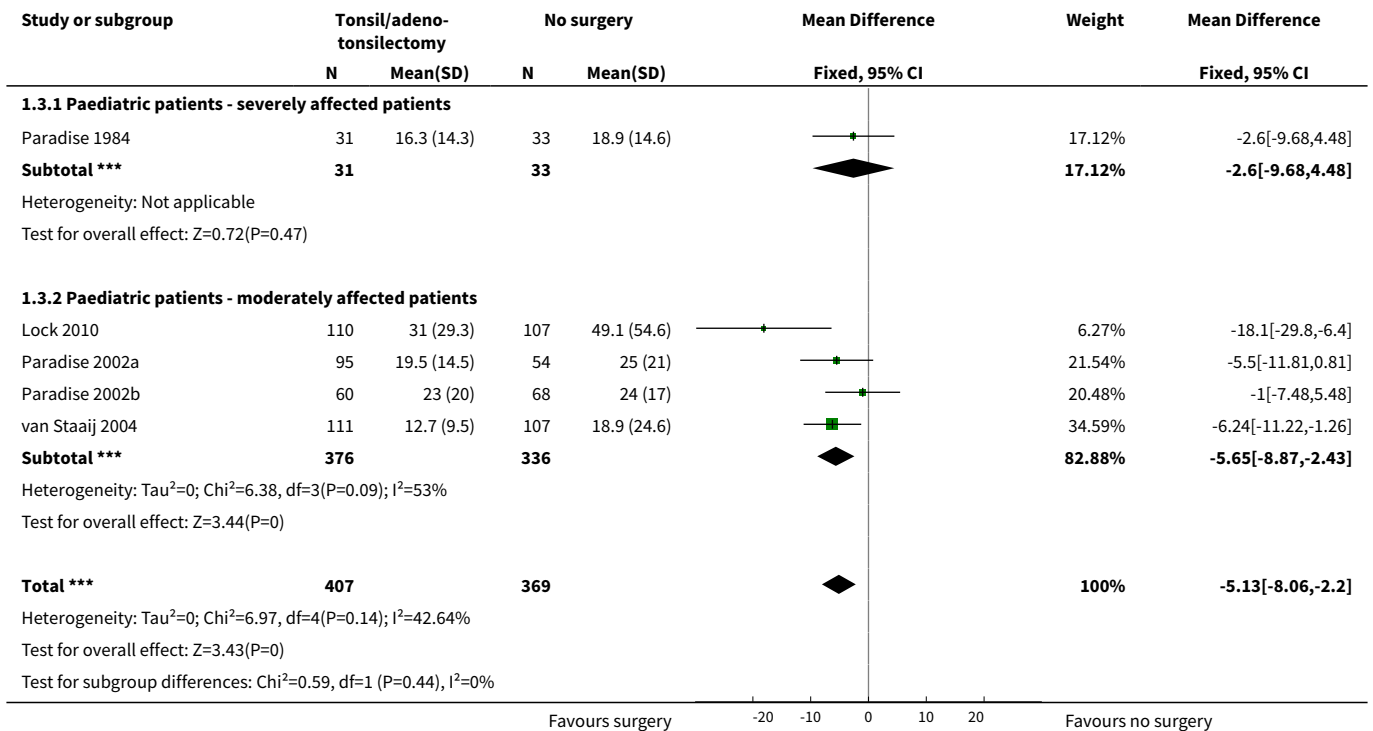 Study or subgroup Tonsil/adeno- No surgery Mean Difference Weight Mean Difference
tonsilectomy
N Mean(SD) N Mean(SD) Fixed, 95% CI Fixed, 95% CI
1.3.1 Paediatric patients - severely affected patients
Paradise 1984 31 16.3 (14.3) 33 18.9 (14.6) 17.12% -2.6[-9.68,4.48]
Subtotal *** 31 33 17.12% -2.6[-9.68,4.48]
Heterogeneity: Not applicable
Test for overall effect: Z=0.72(P=0.47)
1.3.2 Paediatric patients - moderately affected patients
Lock 2010 110 31 (29.3) 107 49.1 (54.6) 6.27% -18.1[-29.8,-6.4]
Paradise 2002a 95 19.5 (14.5) 54 25 (21) 21.54% -5.5[-11.81,0.81]
Paradise 2002b 60 23 (20) 68 24 (17) 20.48% -1[-7.48,5.48]
van Staaij 2004 111 12.7 (9.5) 107 18.9 (24.6) 34.59% -6.24[-11.22,-1.26]
Subtotal *** 376 336 82.88% -5.65[-8.87,-2.43]
Heterogeneity: Tau²=0; Chi²=6.38, df=3(P=0.09); I²=53%
Test for overall effect: Z=3.44(P=0)
Total *** 407 369 100% -5.13[-8.06,-2.2]
Heterogeneity: Tau²=0; Chi²=6.97, df=4(P=0.14); I²=42.64%
Test for overall effect: Z=3.43(P=0)
Test for subgroup differences: Chi²=0.59, df=1 (P=0.44), I²=0%
Favours surgery -20 -10 0 10 20 Favours no surgery